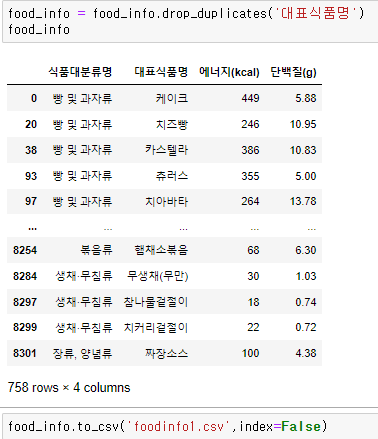 food_info = food_info.drop_duplicates('대표식품명')
food_info
식품대분류명 대표식품명 에너지(kcal) 단백질(g)
0 빵 및 과자류 케이크 449 5.88
20 빵 및 과자류 치즈빵 246 10.95
38 빵 및 과자류 카스텔라 386 10.83
93 빵 및 과자류 츄러스 355 5.00
97 빵 및 과자류 치아바타 264 13.78
... ... ... ... ...
8254 볶음류 햄채소볶음 68 6.30
8284 생채·무침류 무생채(무만) 30 1.03
8297 생채·무침류 참나물겉절이 18 0.74
8299 생채·무침류 치커리겉절이 22 0.72
8301 장류, 양념류 짜장소스 100 4.38
758 rows × 4 columns
food_info.to_csv('foodinfo1.csv',index=False)